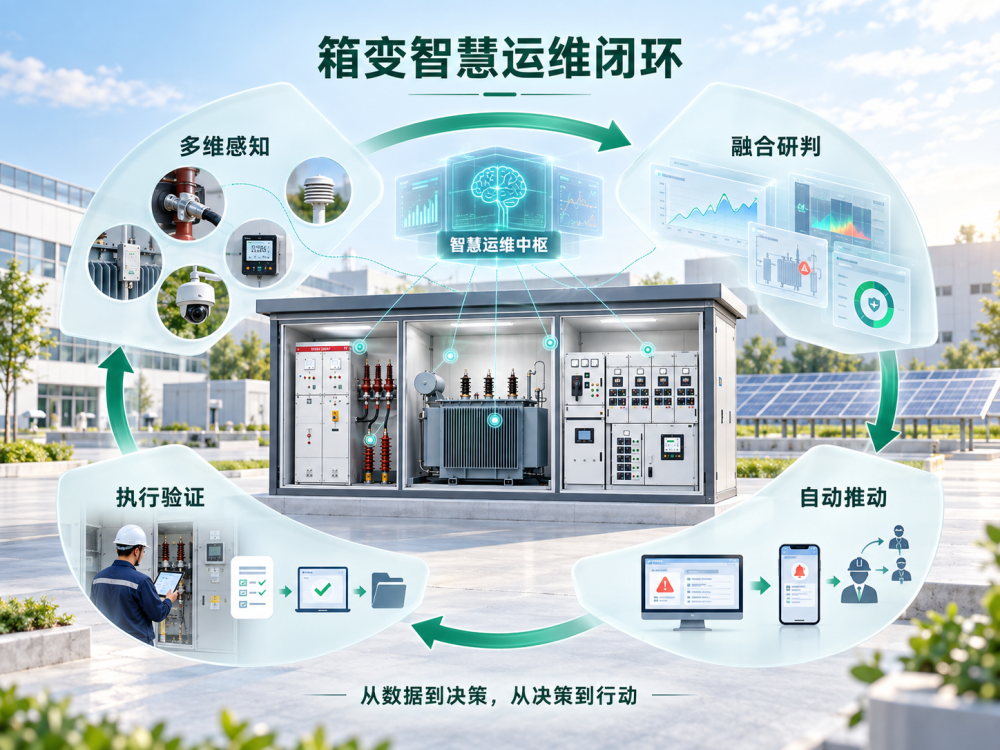 箱变智慧运维闭环
多维感知
融合研判
智慧运维中枢
执行验证
自动推动
从数据到决策，从决策到行动